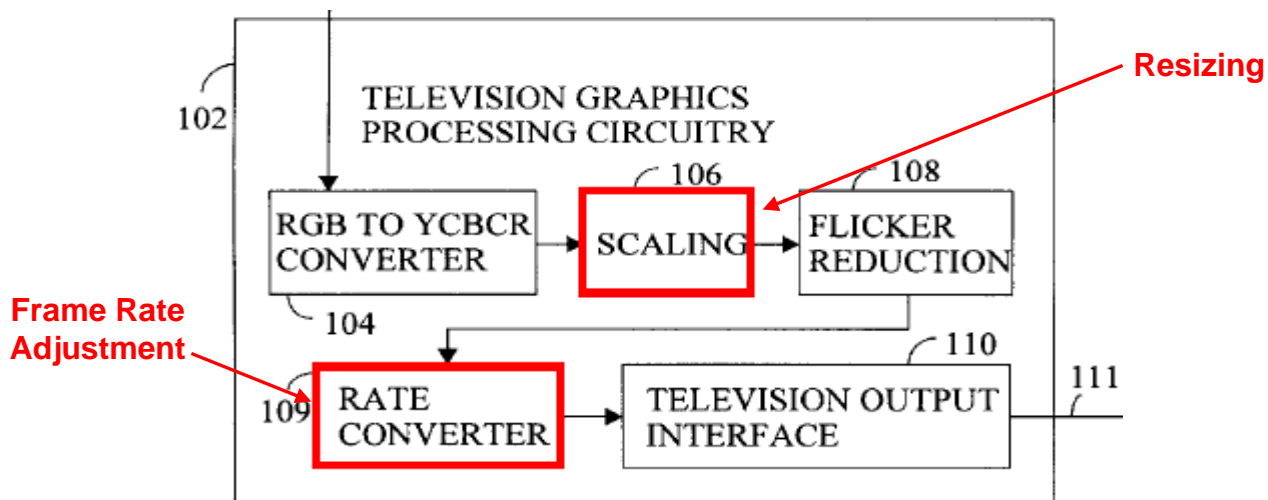 Resizing
102
TELEVISION GRAPHICS
PROCESSING CIRCUITRY
106
108
RGB TO YCBCR
CONVERTER
SCALING
FLICKER
REDUCTION
104
Frame Rate
Adjustment
110
109
RATE
CONVERTER
TELEVISION OUTPUT
INTERFACE
111